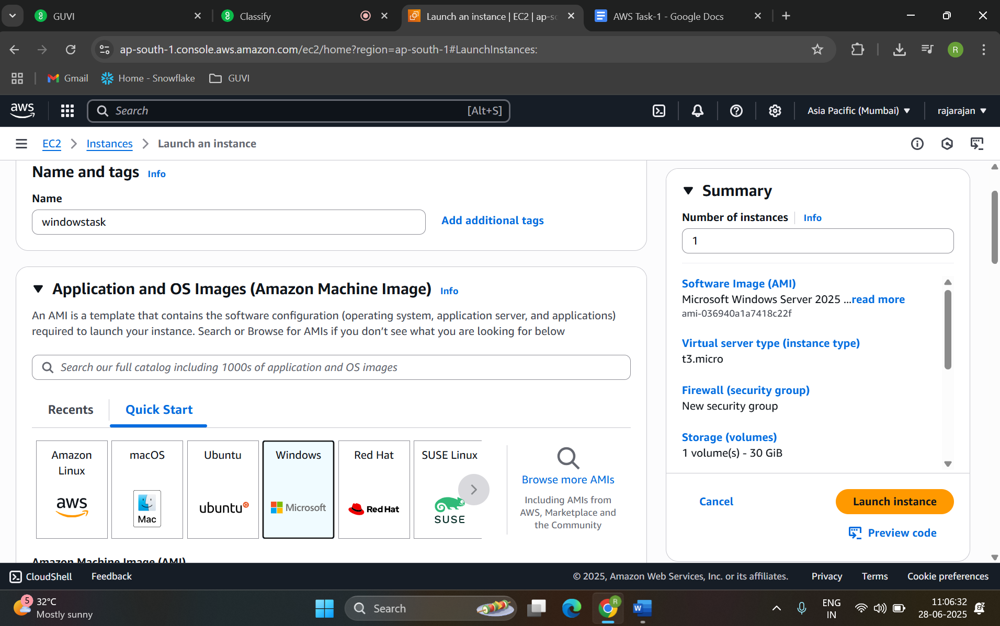 GUVI
Classify
Launch an instance | EC2 | ap-so
AWS Task-1 - Google Docs
ap-south-1.console.aws.amazon.com/ec2/home?region=ap-south-1#LaunchInstances:
R
Gmail
Home - Snowflake
GUVI
aws
Search
[Alt+S]
Asia Pacific (Mumbai)
rajarajan
EC2
Instances
Launch an instance
Name and tags Info
Name
windowstask
Add additional tags
Application and OS Images (Amazon Machine Image) Info
An AMI is a template that contains the software configuration (operating system, application server, and applications)
required to launch your instance. Search or Browse for AMIs if you don’t see what you are looking for below
Search our full catalog including 1000s of application and OS images
Recents
Quick Start
Amazon
Linux
aws
macOS
Mac
Ubuntu
ubuntu
Windows
Microsoft
Red Hat
Red Hat
SUSE Linux
SUSE
Browse more AMIs
Including AMIs from
AWS, Marketplace and
the Community
Amazon Machine Image (AMI)
Summary
Number of instances Info
1
Software Image (AMI)
Microsoft Windows Server 2025 ...read more
ami-036940a1a7418c22f
Virtual server type (instance type)
t3.micro
Firewall (security group)
New security group
Storage (volumes)
1 volume(s) - 30 GiB
Cancel
Launch instance
Preview code
CloudShell
Feedback
© 2025, Amazon Web Services, Inc. or its affiliates.
Privacy
Terms
Cookie preferences
5
32°C
Mostly sunny
Search
R
W
ENG
IN
11:06:32
28-06-2025